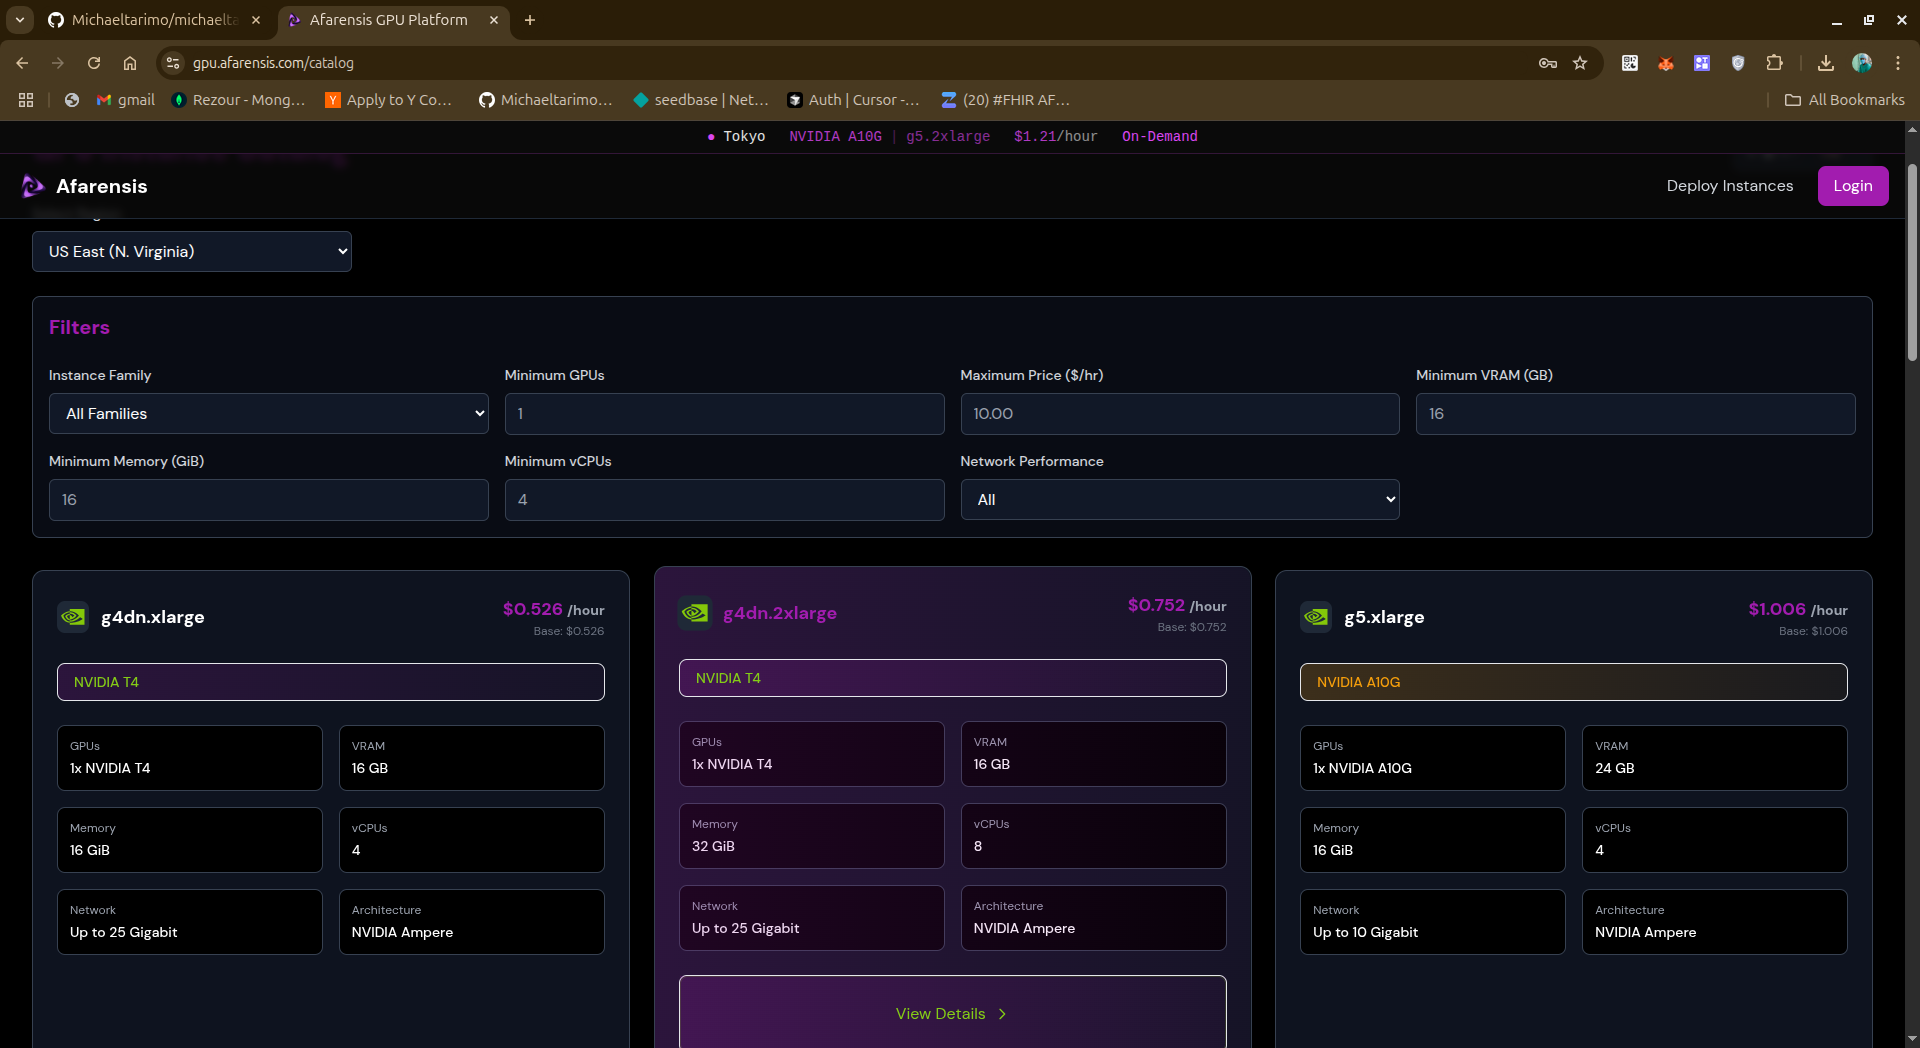 Michaeltarimo/michaelta
Afarensis GPU Platform
gpu.afarensis.com/catalog
gmail
Rezour - Mong...
Apply to Y Co...
Michaeltarimo...
seedbase | Net...
Auth | Cursor -...
(20) #FHIR AF...
All Bookmarks
Tokyo NVIDIA A10G | g5.2xlarge $1.21/hour On-Demand
Afarensis
Deploy Instances
Login
US East (N. Virginia)
Filters
Instance Family
All Families
Minimum GPUs
1
Maximum Price ($/hr)
10.00
Minimum VRAM (GB)
16
Minimum Memory (GiB)
16
Minimum vCPUs
4
Network Performance
All
g4dn.xlarge
$0.526 /hour
Base: $0.526
NVIDIA T4
GPUs
1x NVIDIA T4
VRAM
16 GB
Memory
16 GiB
vCPUs
4
Network
Up to 25 Gigabit
Architecture
NVIDIA Ampere
g4dn.2xlarge
$0.752 /hour
Base: $0.752
NVIDIA T4
GPUs
1x NVIDIA T4
VRAM
16 GB
Memory
32 GiB
vCPUs
8
Network
Up to 25 Gigabit
Architecture
NVIDIA Ampere
View Details
g5.xlarge
$1.006 /hour
Base: $1.006
NVIDIA A10G
GPUs
1x NVIDIA A10G
VRAM
24 GB
Memory
16 GiB
vCPUs
4
Network
Up to 10 Gigabit
Architecture
NVIDIA Ampere